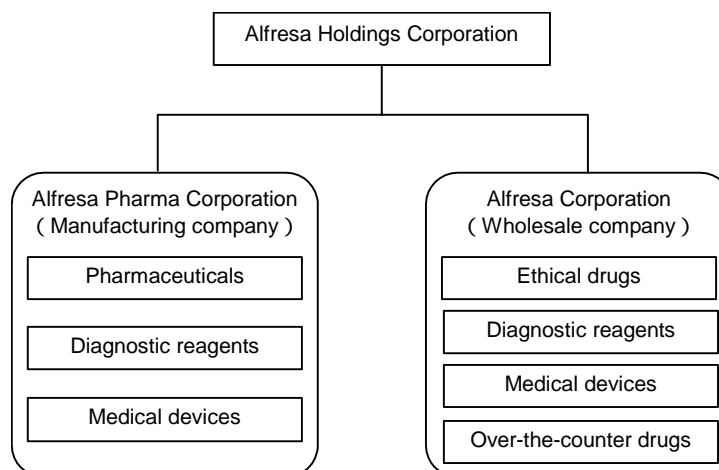 Alfresa Holdings Corporation
Alfresa Pharma Corporation
( Manufacturing company )
Pharmaceuticals
Diagnostic reagents
Medical devices
Alfresa Corporation
( Wholesale company )
Ethical drugs
Diagnostic reagents
Medical devices
Over-the-counter drugs